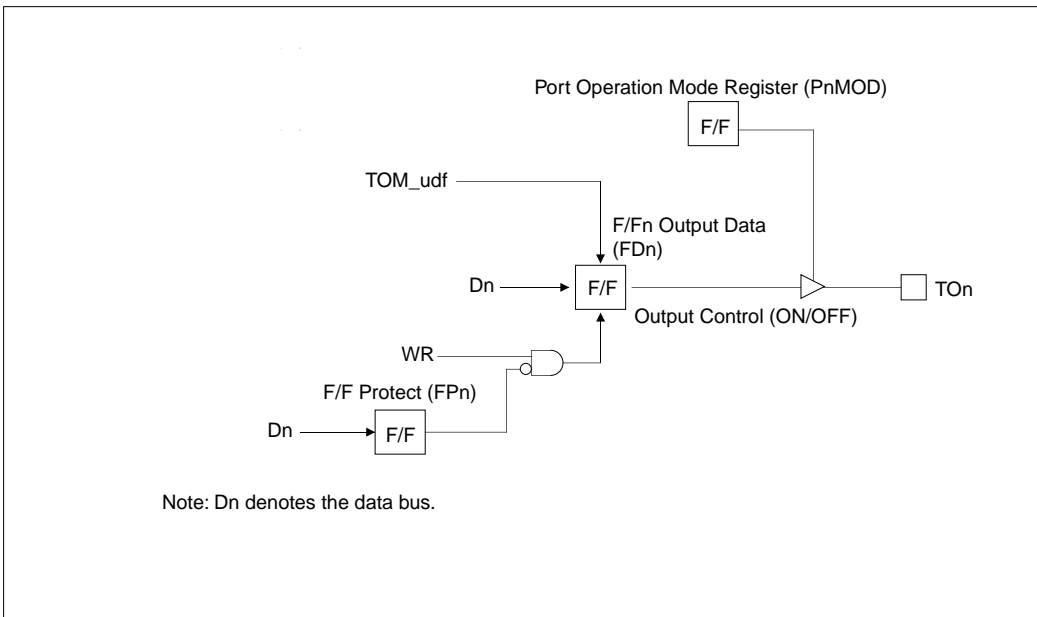 Port Operation Mode Register (PnMOD)
F/F
TOM_udf
F/Fn Output Data
(FDn)
Dn
F/F
TOn
Output Control (ON/OFF)
WR
F/F Protect (FPn)
Dn
F/F
Note: Dn denotes the data bus.